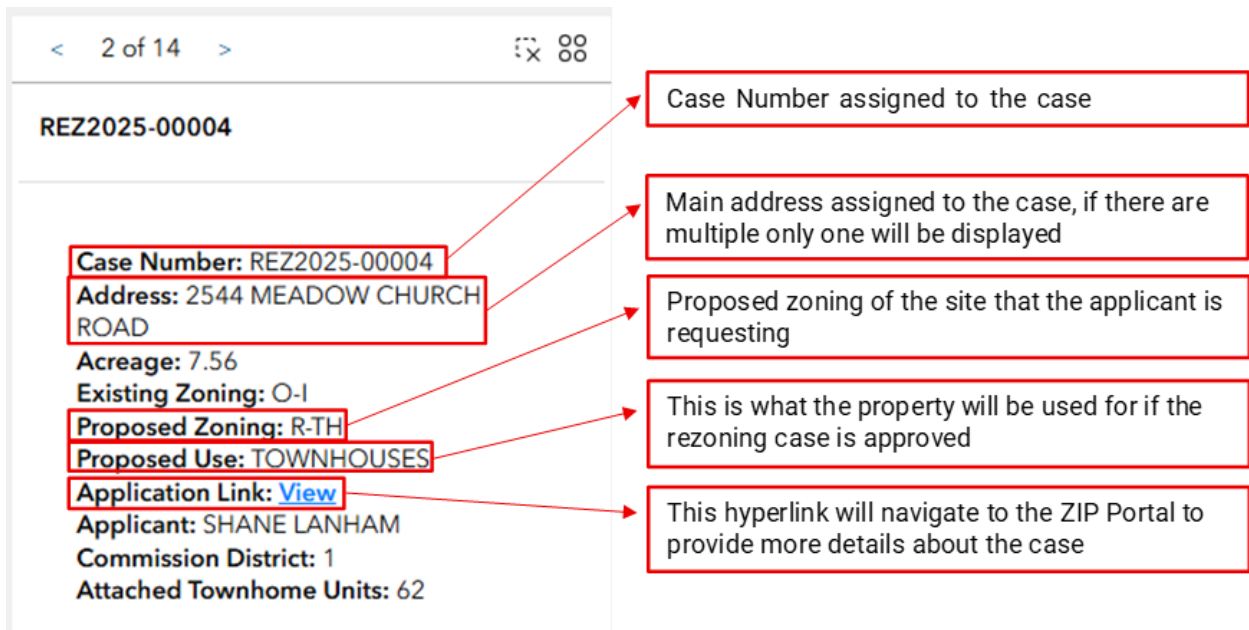 < 2 of 14 >
REZ2025-00004
Case Number: REZ2025-00004
Address: 2544 MEADOW CHURCH
ROAD
Acreage: 7.56
Existing Zoning: O-I
Proposed Zoning: R-TH
Proposed Use: TOWNHOUSES
Application Link: View
Applicant: SHANE LANHAM
Commission District: 1
Attached Townhome Units: 62
Case Number assigned to the case
Main address assigned to the case, if there are
multiple only one will be displayed
Proposed zoning of the site that the applicant is
requesting
This is what the property will be used for if the
rezoning case is approved
This hyperlink will navigate to the ZIP Portal to
provide more details about the case